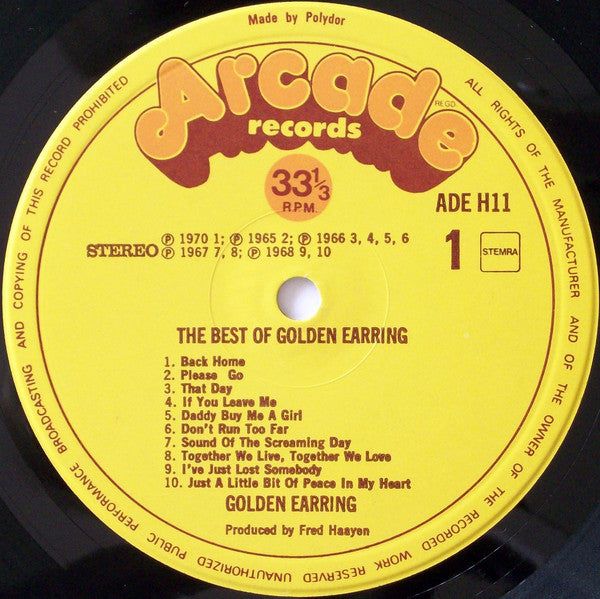 Made by Polydor
ALL RIGHTS OF THE MANUFACTURER AND OF THE OWNER OF THE RECORDED WORK RESERVED UNAUTHORIZED PUBLIC PERFORMANCE BROADCASTING AND COPYING OF THIS RECORD PROHIBITED
Arcade
REGD
records
33⅓
R.P.M.
ADE H11
STEREO ℗ 1970 1; ℗ 1965 2; ℗ 1966 3, 4, 5, 6
℗ 1967 7, 8; ℗ 1968 9, 10
1
STEMRA
THE BEST OF GOLDEN EARRING
1. Back Home
2. Please Go
3. That Day
4. If You Leave Me
5. Daddy Buy Me A Girl
6. Don't Run Too Far
7. Sound Of The Screaming Day
8. Together We Live, Together We Love
9. I've Just Lost Somebody
10. Just A Little Bit Of Peace In My Heart
GOLDEN EARRING
Produced by Fred Haayen